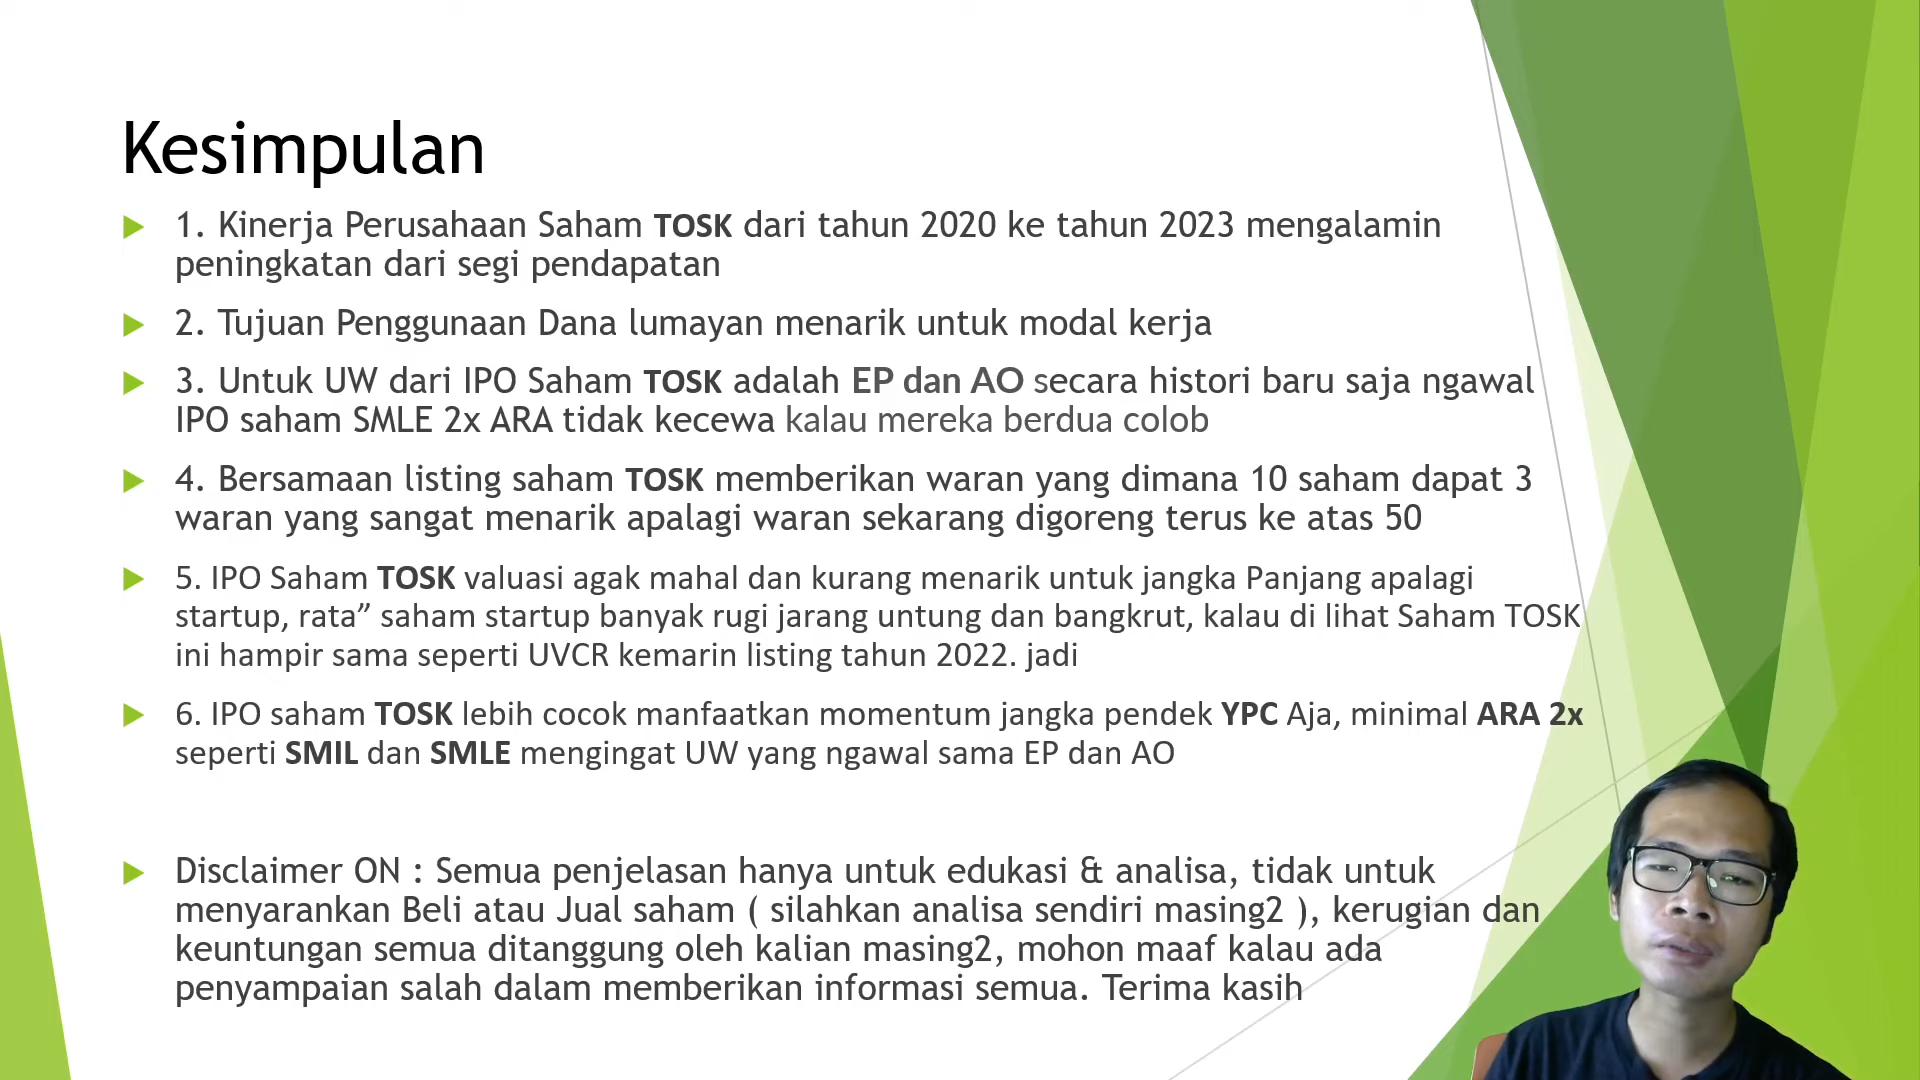 Kesimpulan
1. Kinerja Perusahaan Saham TOSK dari tahun 2020 ke tahun 2023 mengalamin
peningkatan dari segi pendapatan
2. Tujuan Penggunaan Dana lumayan menarik untuk modal kerja
3. Untuk UW dari IPO Saham TOSK adalah EP dan AO secara histori baru saja ngawal
IPO saham SMLE 2x ARA tidak kecewa kalau mereka berdua colob
4. Bersamaan listing saham TOSK memberikan waran yang dimana 10 saham dapat 3
waran yang sangat menarik apalagi waran sekarang digoreng terus ke atas 50
5. IPO Saham TOSK valuasi agak mahal dan kurang menarik untuk jangka Panjang apalagi
startup, rata” saham startup banyak rugi jarang untung dan bangkrut, kalau di lihat Saham TOSK
ini hampir sama seperti UVCR kemarin listing tahun 2022. jadi
6. IPO saham TOSK lebih cocok manfaatkan momentum jangka pendek YPC Aja, minimal ARA 2x
seperti SMIL dan SMLE mengingat UW yang ngawal sama EP dan AO
Disclaimer ON : Semua penjelasan hanya untuk edukasi & analisa, tidak untuk
menyarankan Beli atau Jual saham ( silahkan analisa sendiri masing2 ), kerugian dan
keuntungan semua ditanggung oleh kalian masing2, mohon maaf kalau ada
penyampaian salah dalam memberikan informasi semua. Terima kasih